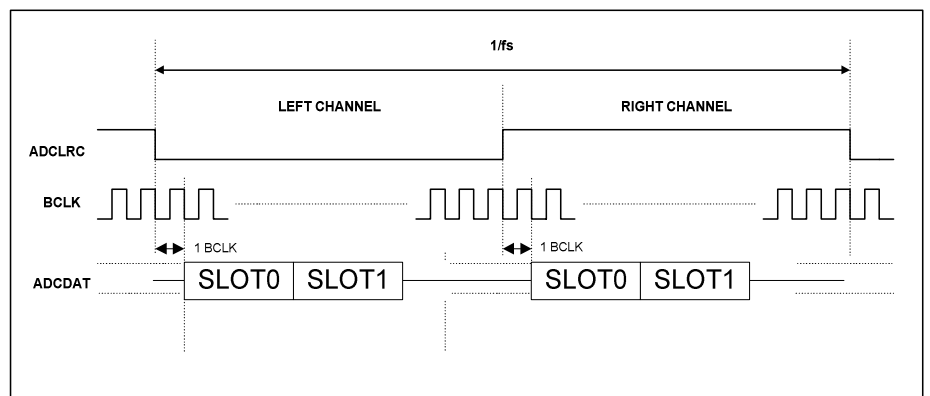 1/fs
LEFT CHANNEL
RIGHT CHANNEL
ADCLRC
BCLK
1 BCLK
1 BCLK
ADCDAT
SLOT0
SLOT1
SLOT0
SLOT1